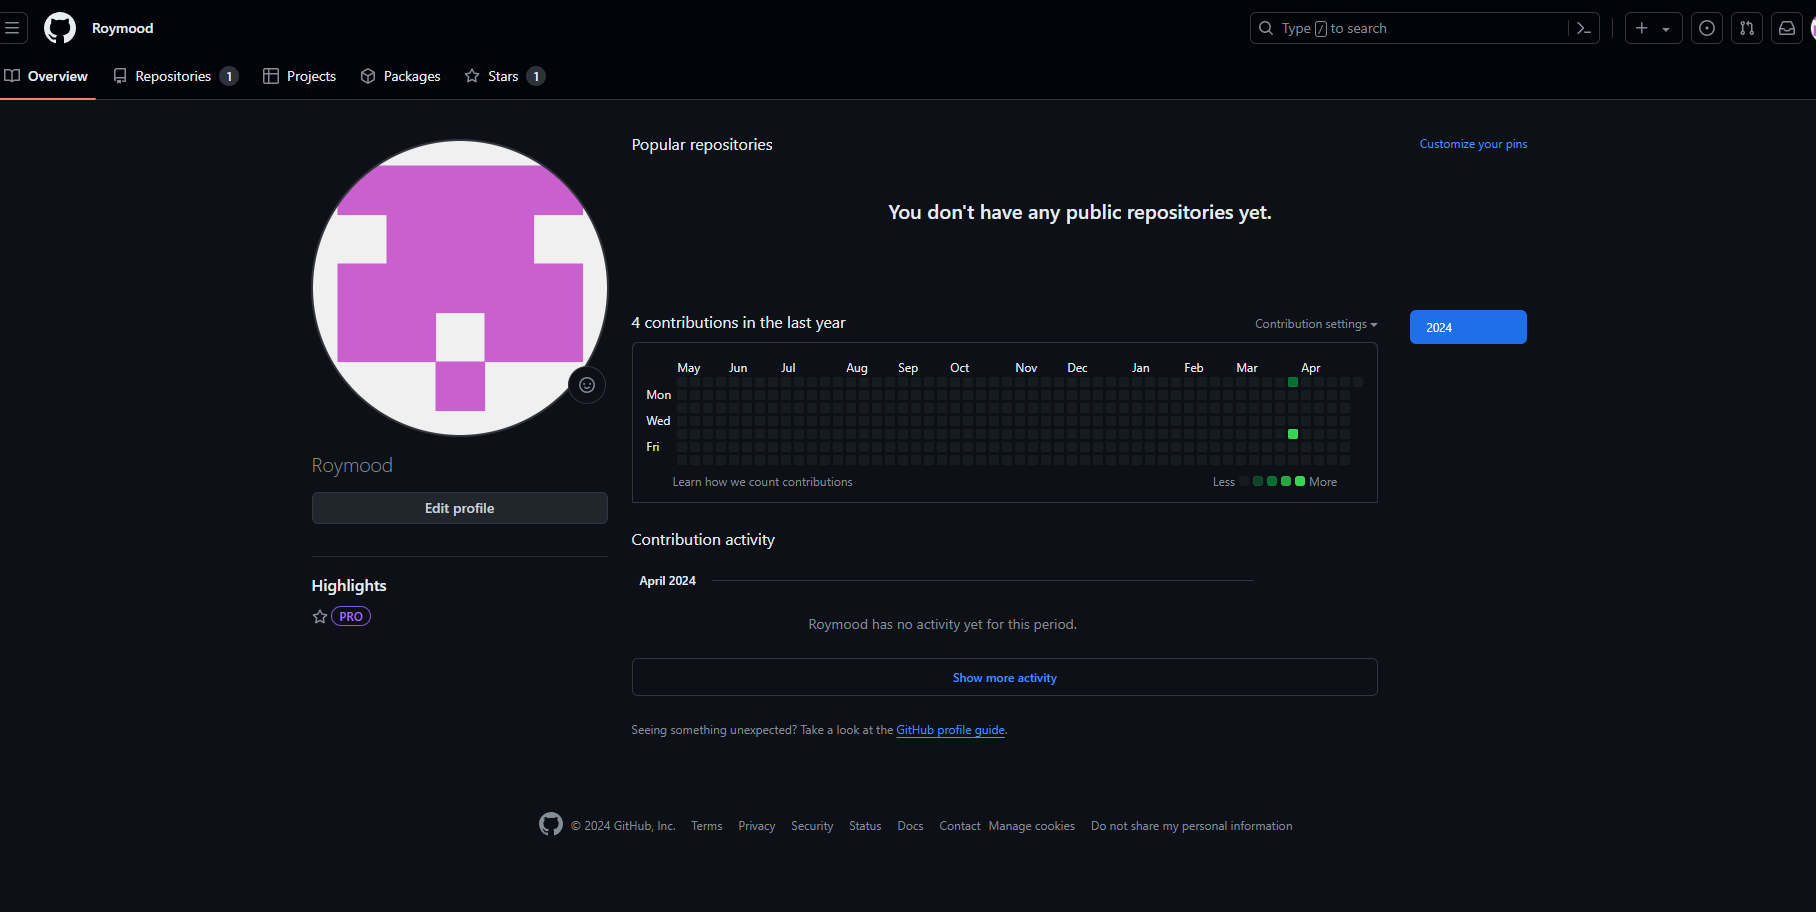 Roymood
Type / to search
Overview
Repositories 1
Projects
Packages
Stars 1
Popular repositories
Customize your pins
You don't have any public repositories yet.
4 contributions in the last year
Contribution settings
2024
May Jun Jul Aug Sep Oct Nov Dec Jan Feb Mar Apr
Mon
Wed
Fri
Learn how we count contributions
Less More
Roymood
Edit profile
Highlights
PRO
Contribution activity
April 2024
Roymood has no activity yet for this period.
Show more activity
Seeing something unexpected? Take a look at the GitHub profile guide.
© 2024 GitHub, Inc. Terms Privacy Security Status Docs Contact Manage cookies Do not share my personal information